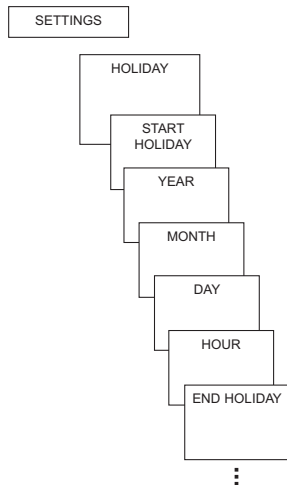 SETTINGS
HOLIDAY
START
HOLIDAY
YEAR
MONTH
DAY
HOUR
END HOLIDAY